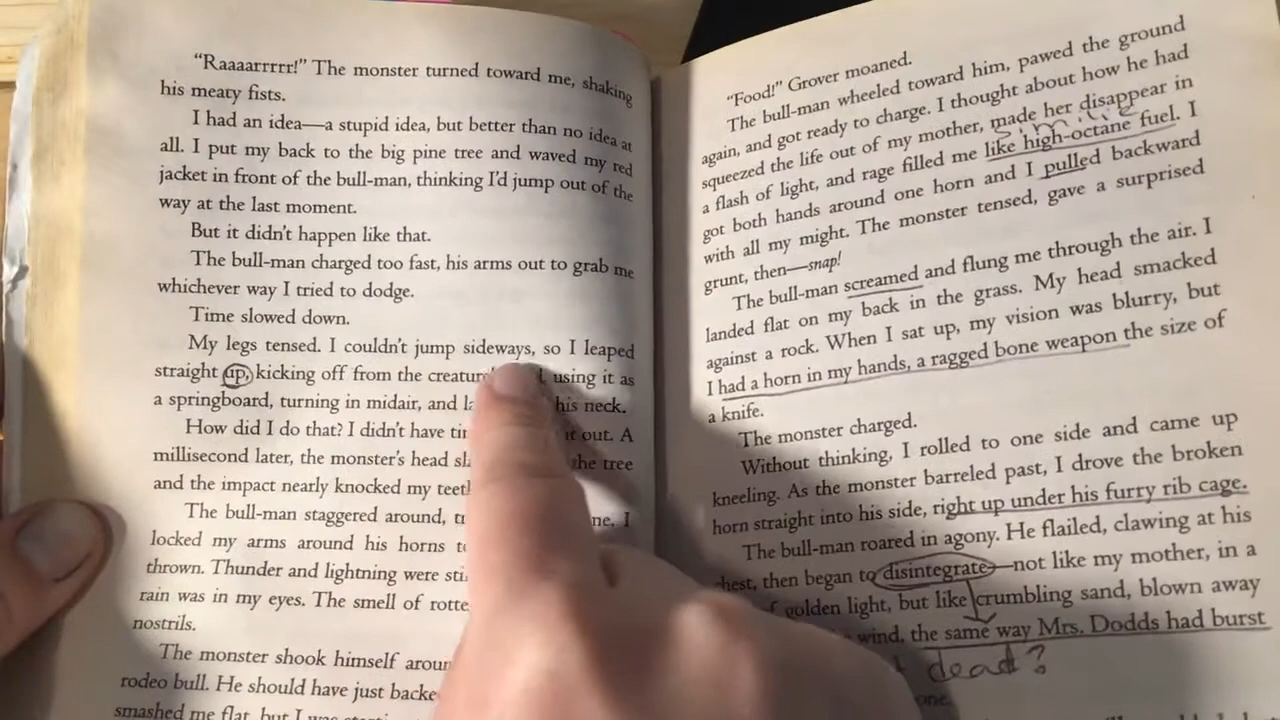 "Raaaarrrrr!" The monster turned toward me, shaking
his meaty fists.
I had an idea—a stupid idea, but better than no idea at
all. I put my back to the big pine tree and waved my red
jacket in front of the bull-man, thinking I'd jump out of the
way at the last moment.
But it didn't happen like that.
The bull-man charged too fast, his arms out to grab me
whichever way I tried to dodge.
Time slowed down.
My legs tensed. I couldn't jump sideways, so I leaped
straight up, kicking off from the using it as
a springboard, turning in midair, and his neck.
How did I do that? I didn't have out. A
millisecond later, the monster's head the tree
and the impact nearly knocked my
The bull-man staggered around, I
locked my arms around his horns
thrown. Thunder and lightning were
rain was in my eyes. The smell of
nostrils.
The monster shook himself
rodeo bull. He should have just
smashed me flat, but I was
"Food!" Grover moaned.
The bull-man wheeled toward him, pawed the ground
again, and got ready to charge. I thought about how he had
squeezed the life out of my mother, made her disappear in
simile
a flash of light, and rage filled me like high-octane fuel. I
got both hands around one horn and I pulled backward
with all my might. The monster tensed, gave a surprised
grunt, then—snap!
The bull-man screamed and flung me through the air. I
landed flat on my back in the grass. My head smacked
against a rock. When I sat up, my vision was blurry, but
I had a horn in my hands, a ragged bone weapon the size of
a knife.
The monster charged.
Without thinking, I rolled to one side and came up
kneeling. As the monster barreled past, I drove the broken
horn straight into his side, right up under his furry rib cage.
The bull-man roared in agony. He flailed, clawing at his
chest, then began to disintegrate—not like my mother, in a
golden light, but like crumbling sand, blown away
wind, the same way Mrs. Dodds had burst
dead?